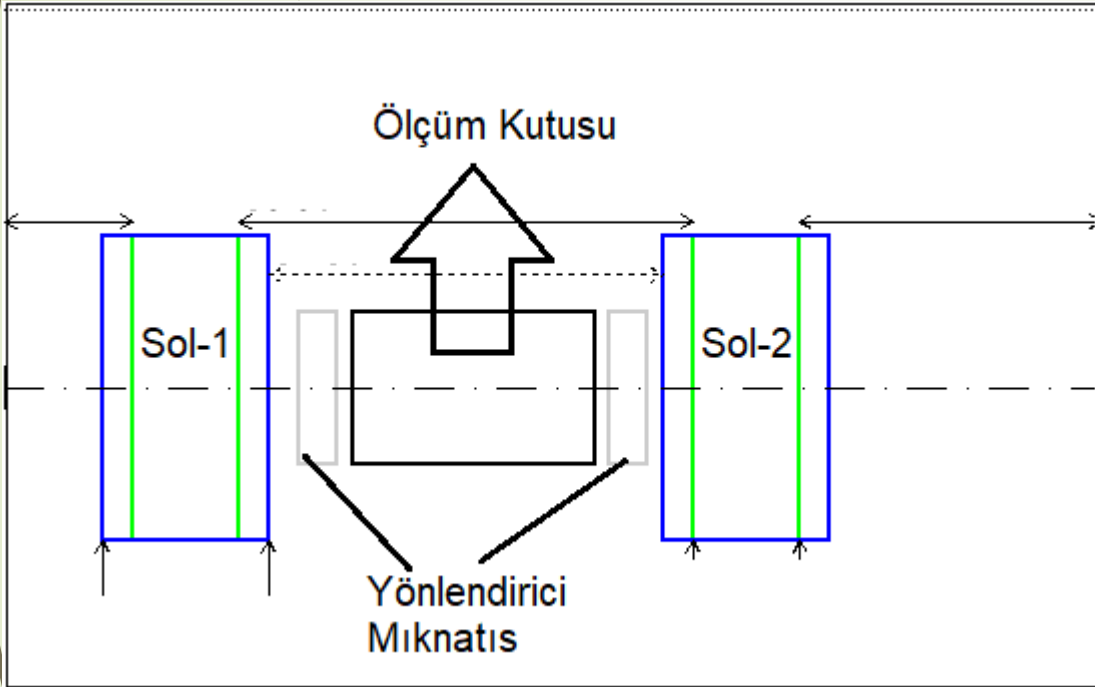 Ölçüm Kutusu
Sol-1
Sol-2
Yönlendirici
Mıknatıs